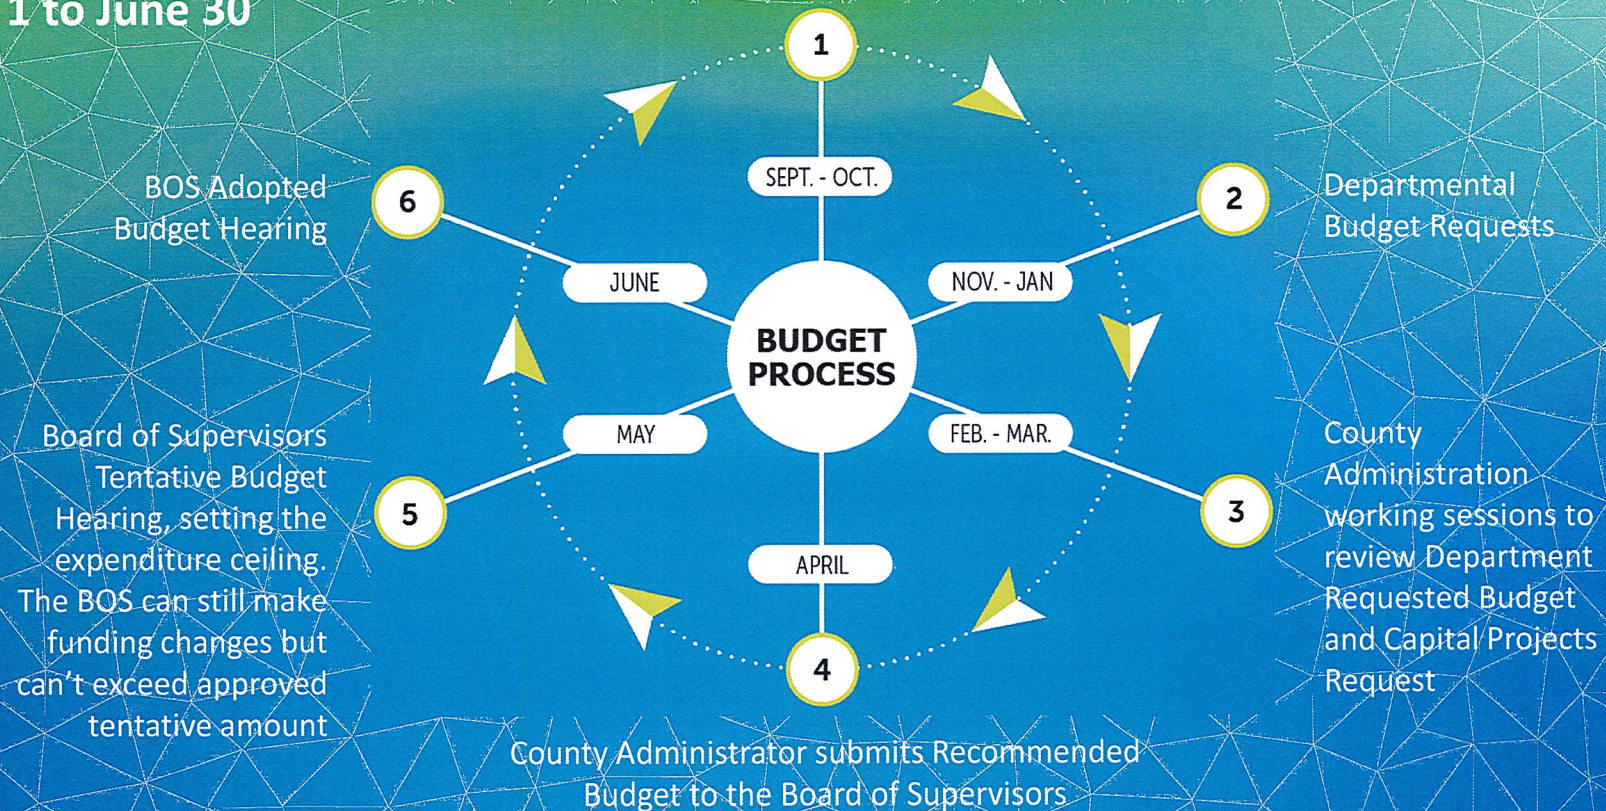 1 to June 30
1
SEPT. - OCT.
2
NOV. - JAN
Departmental
Budget Requests
3
FEB. - MAR.
County
Administration
working sessions to
review Department
Requested Budget
and Capital Projects
Request
4
APRIL
County Administrator submits Recommended
Budget to the Board of Supervisors
5
MAY
Board of Supervisors
Tentative Budget
Hearing, setting the
expenditure ceiling.
The BOS can still make
funding changes but
can't exceed approved
tentative amount
6
JUNE
BOS Adopted
Budget Hearing
BUDGET
PROCESS